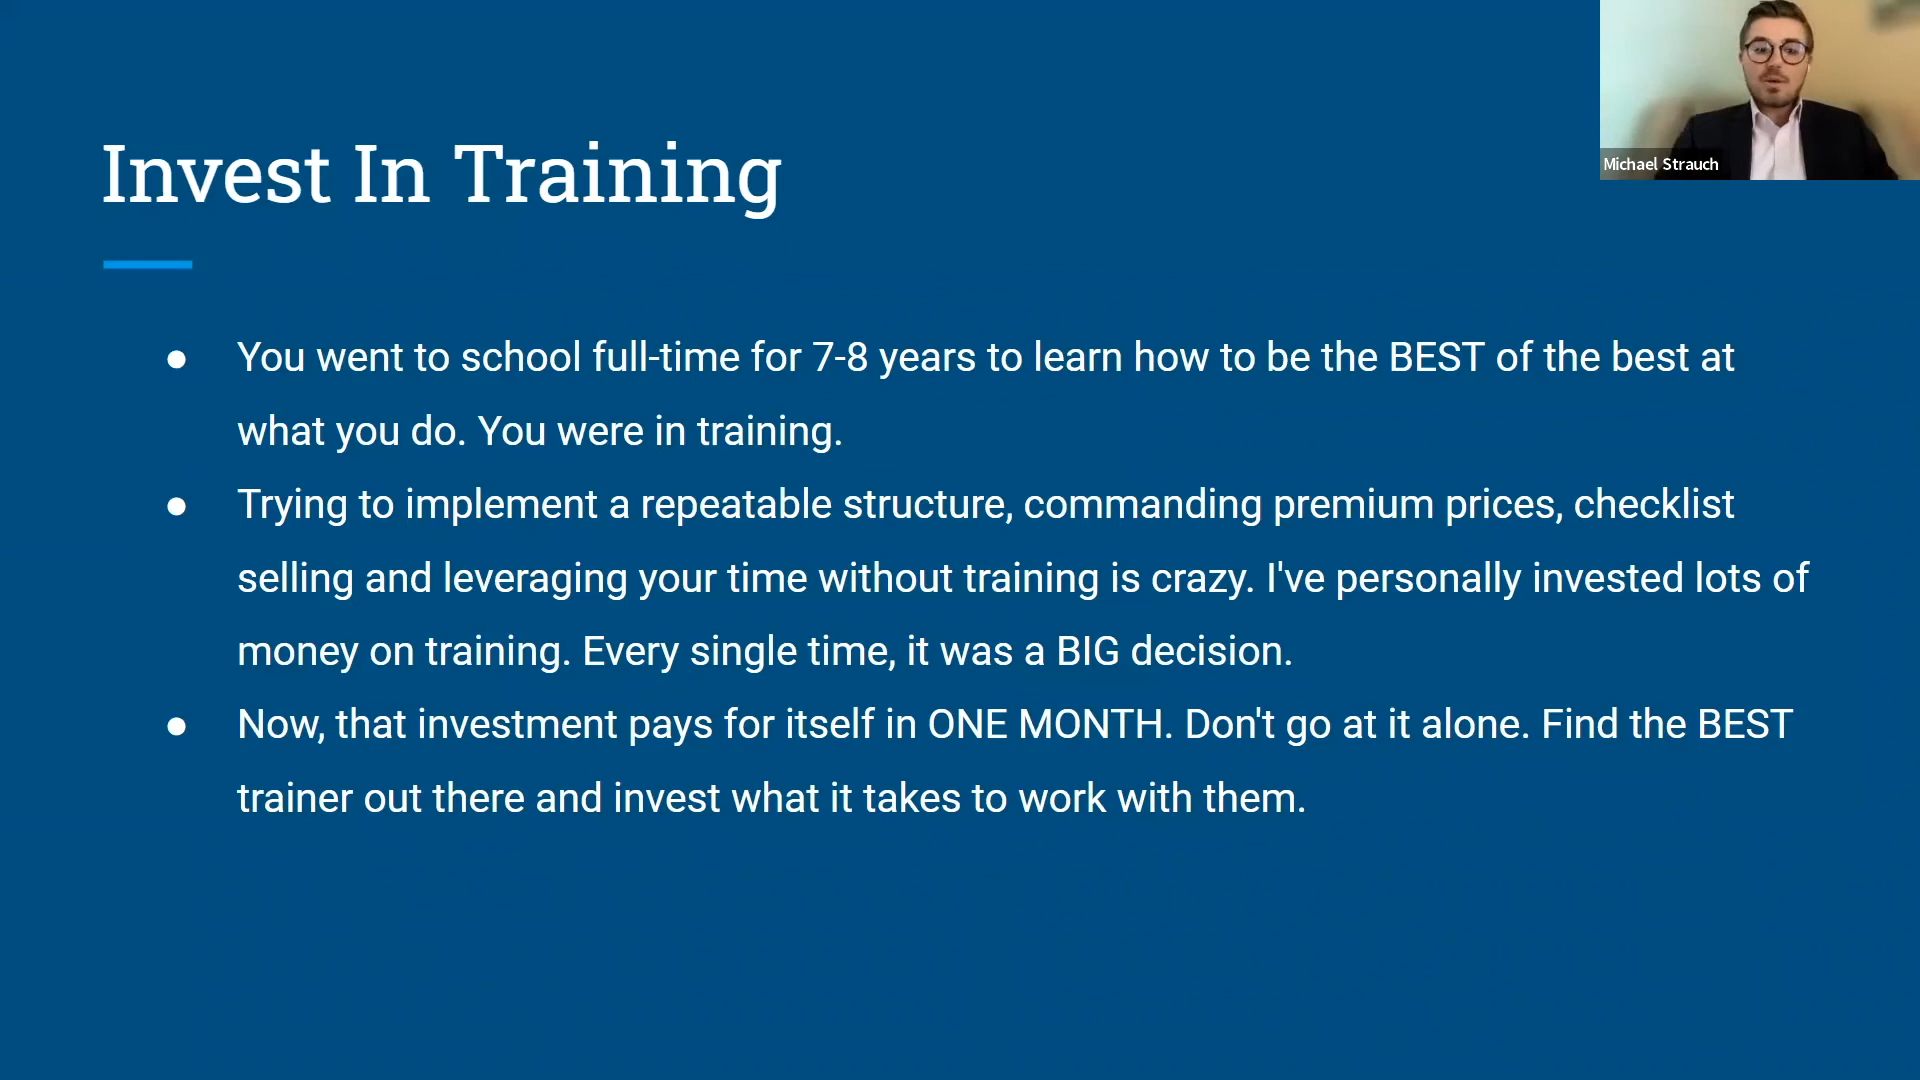 Invest In Training
Michael Strauch
● You went to school full-time for 7-8 years to learn how to be the BEST of the best at
what you do. You were in training.
● Trying to implement a repeatable structure, commanding premium prices, checklist
selling and leveraging your time without training is crazy. I've personally invested lots of
money on training. Every single time, it was a BIG decision.
● Now, that investment pays for itself in ONE MONTH. Don't go at it alone. Find the BEST
trainer out there and invest what it takes to work with them.